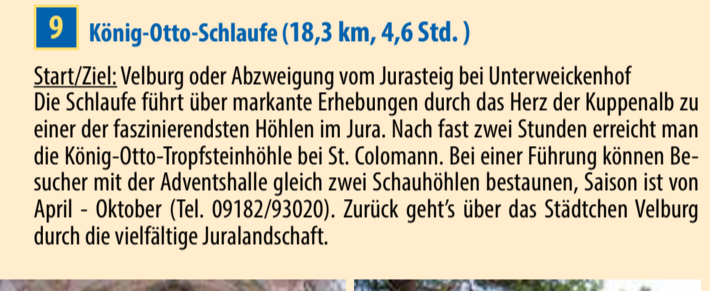 9 König-Otto-Schlaufe (18,3 km, 4,6 Std. )
Start/Ziel: Velburg oder Abzweigung vom Jurasteig bei Unterweickenhof
Die Schlaufe führt über markante Erhebungen durch das Herz der Kuppenalb zu
einer der faszinierendsten Höhlen im Jura. Nach fast zwei Stunden erreicht man
die König-Otto-Tropfsteinhöhle bei St. Colomann. Bei einer Führung können Be-
sucher mit der Adventshalle gleich zwei Schauhöhlen bestaunen, Saison ist von
April - Oktober (Tel. 09182/93020). Zurück geht's über das Städtchen Velburg
durch die vielfältige Juralandschaft.